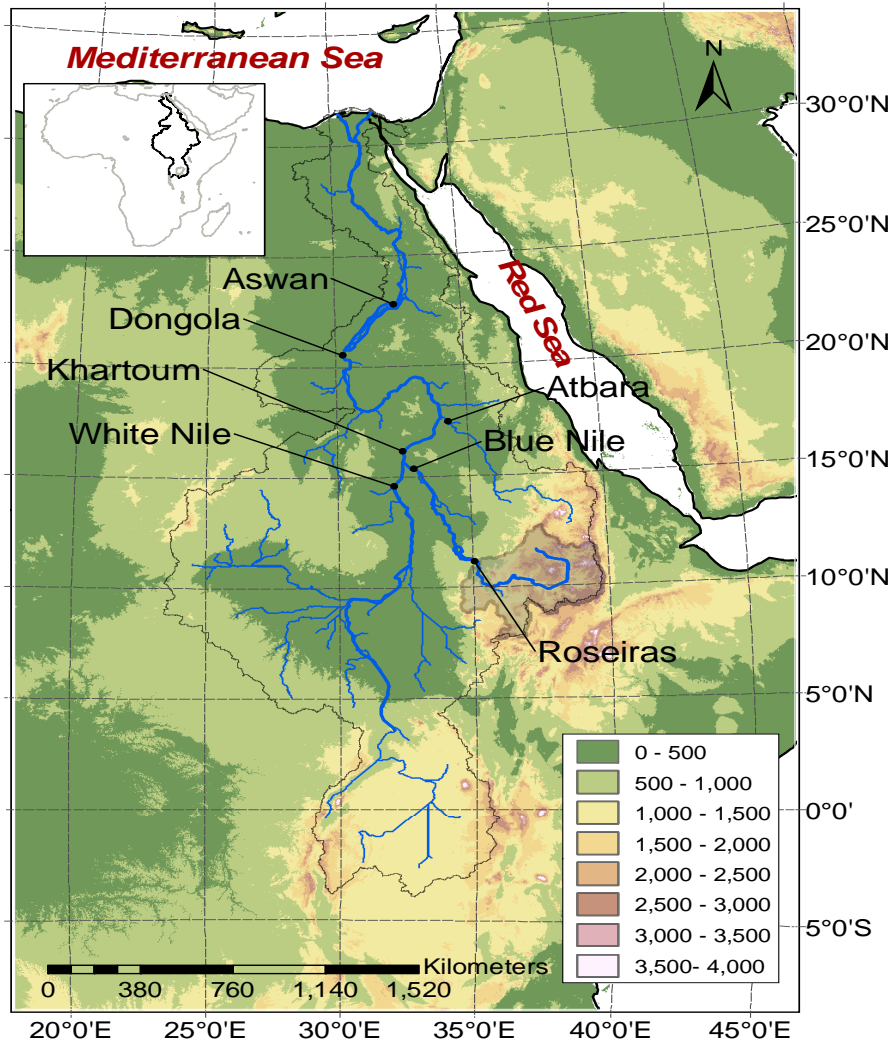 Mediterranean Sea
N
30°0'N
25°0'N
Aswan
Red Sea
Dongola
20°0'N
Khartoum
Atbara
White Nile
Blue Nile
15°0'N
10°0'N
Roseiras
5°0'N
0 - 500
500 - 1,000
1,000 - 1,500
0°0'
1,500 - 2,000
2,000 - 2,500
2,500 - 3,000
5°0'S
3,000 - 3,500
3,500- 4,000
Kilometers
0 380 760 1,140 1,520
20°0'E 25°0'E 30°0'E 35°0'E 40°0'E 45°0'E